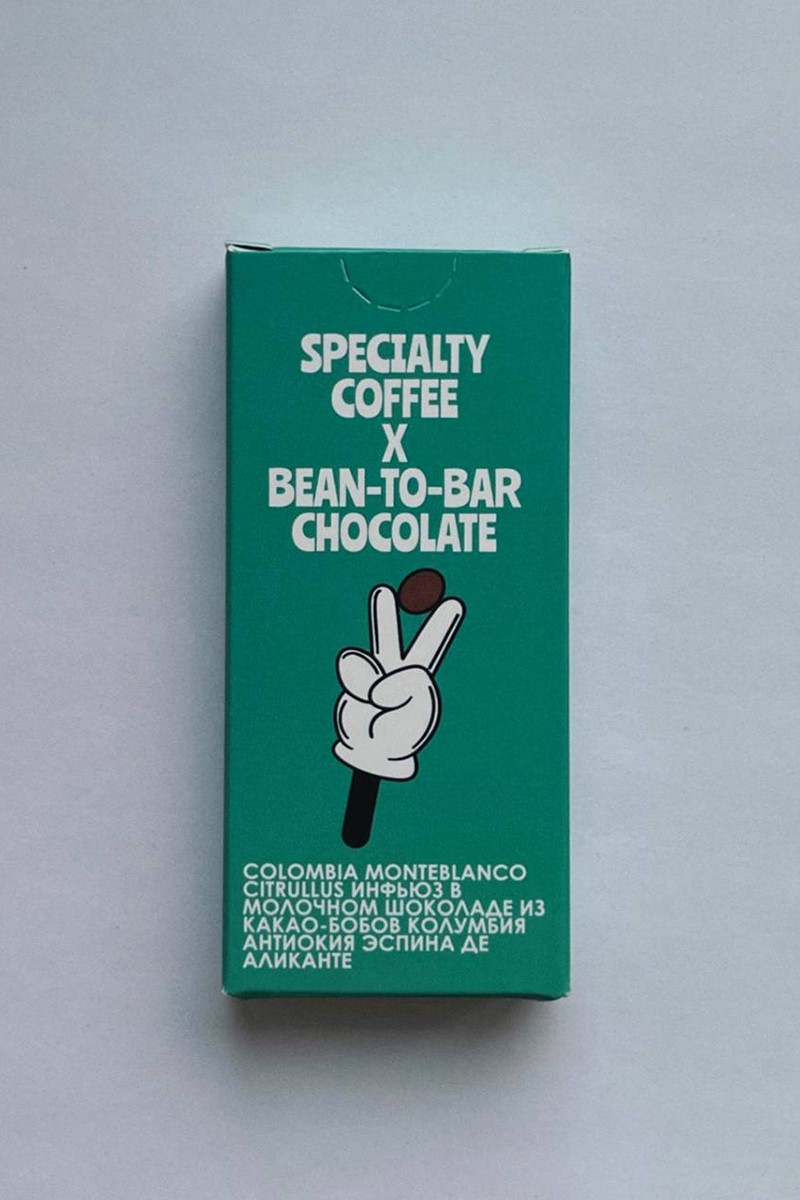 SPECIALTY
COFFEE
X
BEAN-TO-BAR
CHOCOLATE
COLOMBIA MONTEBLANCO
CITRULLUS ИНФЬЮЗ В
МОЛОЧНОМ ШОКОЛАДЕ ИЗ
КАКАО-БОБОВ КОЛУМБИЯ
АНТИОКИЯ ЭСПИНА ДЕ
АЛИКАНТЕ